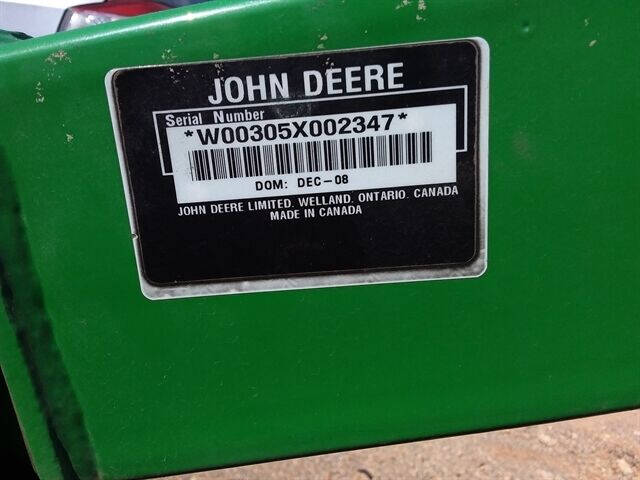 JOHN DEERE
Serial Number
*W00305X002347*
DOM: DEC-08
JOHN DEERE LIMITED. WELLAND. ONTARIO. CANADA
MADE IN CANADA